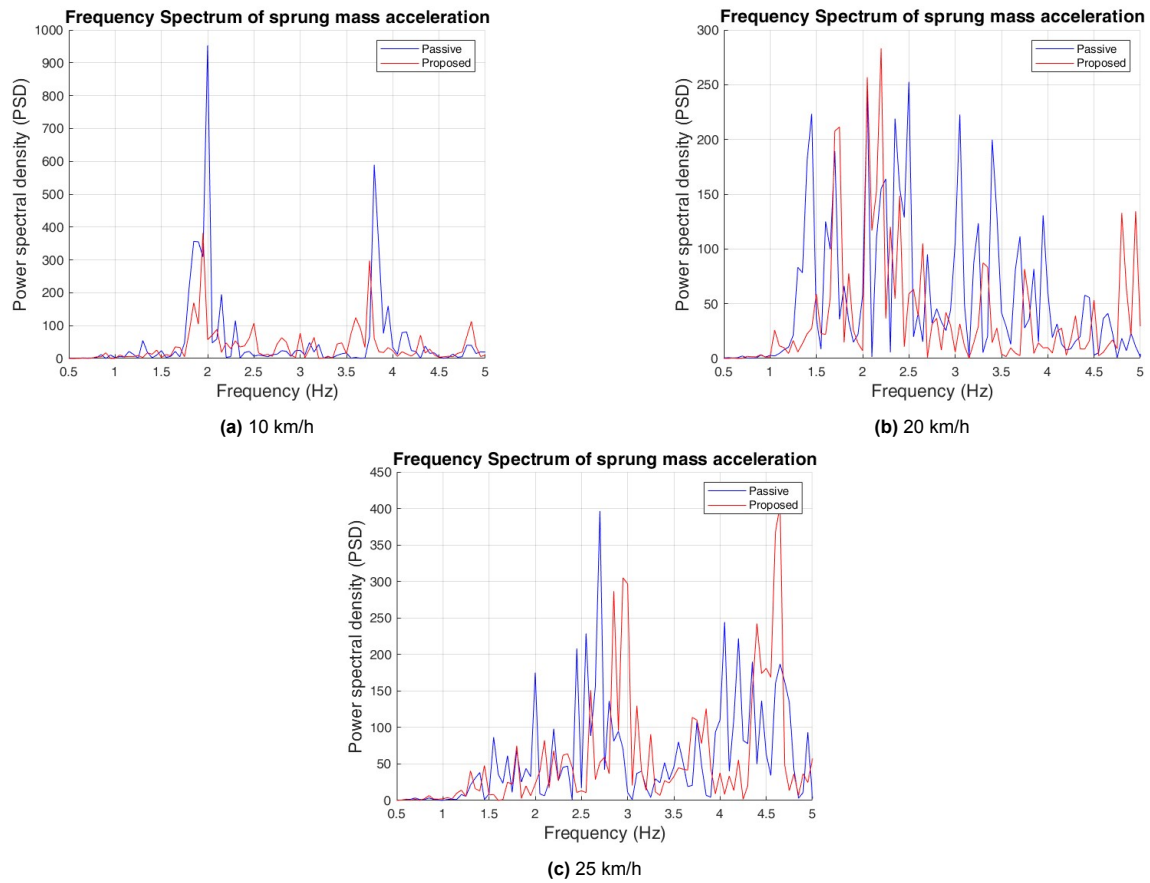 Frequency Spectrum of sprung mass acceleration
1000
900
800
700
600
500
400
300
200
100
0
Power spectral density (PSD)
Passive
Proposed
0.5 1 1.5 2 2.5 3 3.5 4 4.5 5
Frequency (Hz)
(a) 10 km/h
Frequency Spectrum of sprung mass acceleration
300
250
200
150
100
50
0
Power spectral density (PSD)
Passive
Proposed
0.5 1 1.5 2 2.5 3 3.5 4 4.5 5
Frequency (Hz)
(b) 20 km/h
Frequency Spectrum of sprung mass acceleration
450
400
350
300
250
200
150
100
50
0
Power spectral density (PSD)
Passive
Proposed
0.5 1 1.5 2 2.5 3 3.5 4 4.5 5
Frequency (Hz)
(c) 25 km/h